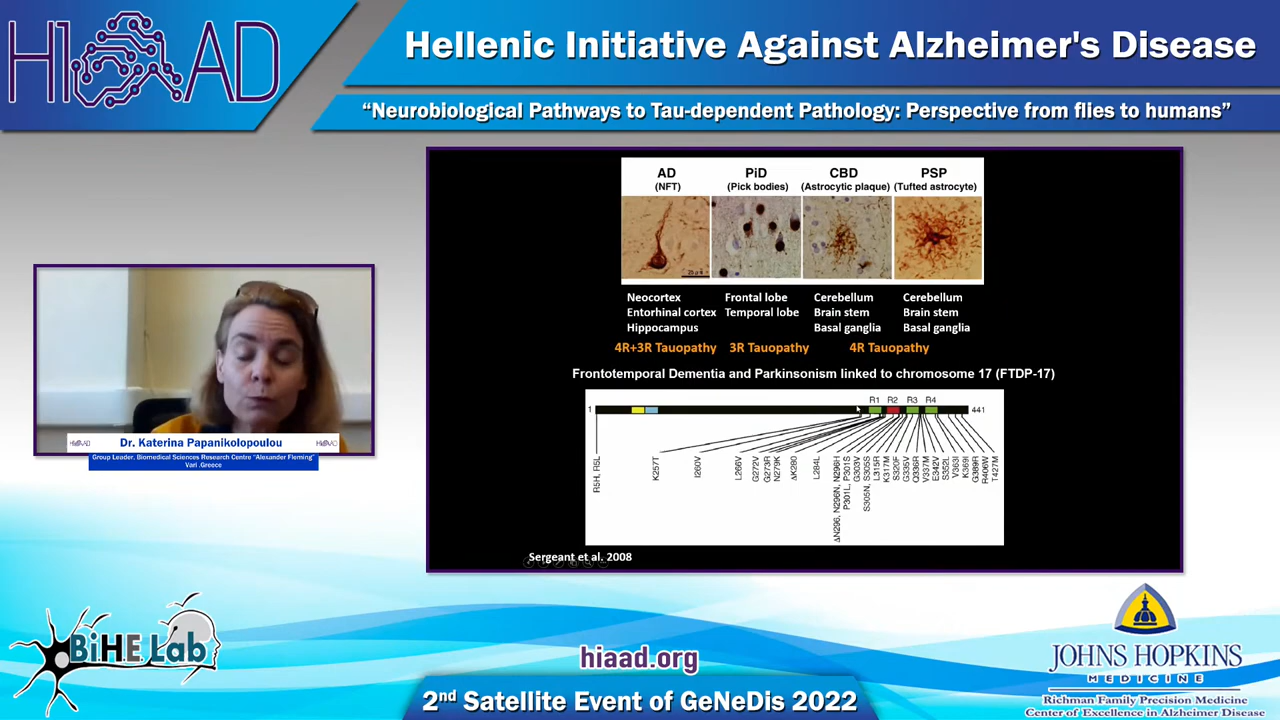 HIAAD
Hellenic Initiative Against Alzheimer's Disease
“Neurobiological Pathways to Tau-dependent Pathology: Perspective from flies to humans”
AD
(NFT)
PiD
(Pick bodies)
CBD
(Astrocytic plaque)
PSP
(Tufted astrocyte)
Neocortex
Entorhinal cortex
Hippocampus
Frontal lobe
Temporal lobe
Cerebellum
Brain stem
Basal ganglia
Cerebellum
Brain stem
Basal ganglia
4R+3R Tauopathy
3R Tauopathy
4R Tauopathy
Frontotemporal Dementia and Parkinsonism linked to chromosome 17 (FTDP-17)
R1 R2 R3 R4
1
441
R5H, R5L
K257T
I260V
L266V
G272V
G273R
N279K
ΔK280
L284L
ΔN296, N296N, N296H
P301L, P301S
G303V
S305N, S305S
L315R
K317M
S320F
G335V
Q336R
V337M
E342V
S352L
V363I
K369I
G389R
R406W
T427M
Sergeant et al. 2008
HIAAD
Dr. Katerina Papanikolopoulou
HIAAD
Group Leader, Biomedical Sciences Research Centre "Alexander Fleming"
Vari ,Greece
BiHE Lab
hiaad.org
2nd Satellite Event of GeNeDis 2022
JOHNS HOPKINS
MEDICINE
Richman Family Precision Medicine
Center of Excellence in Alzheimer Disease